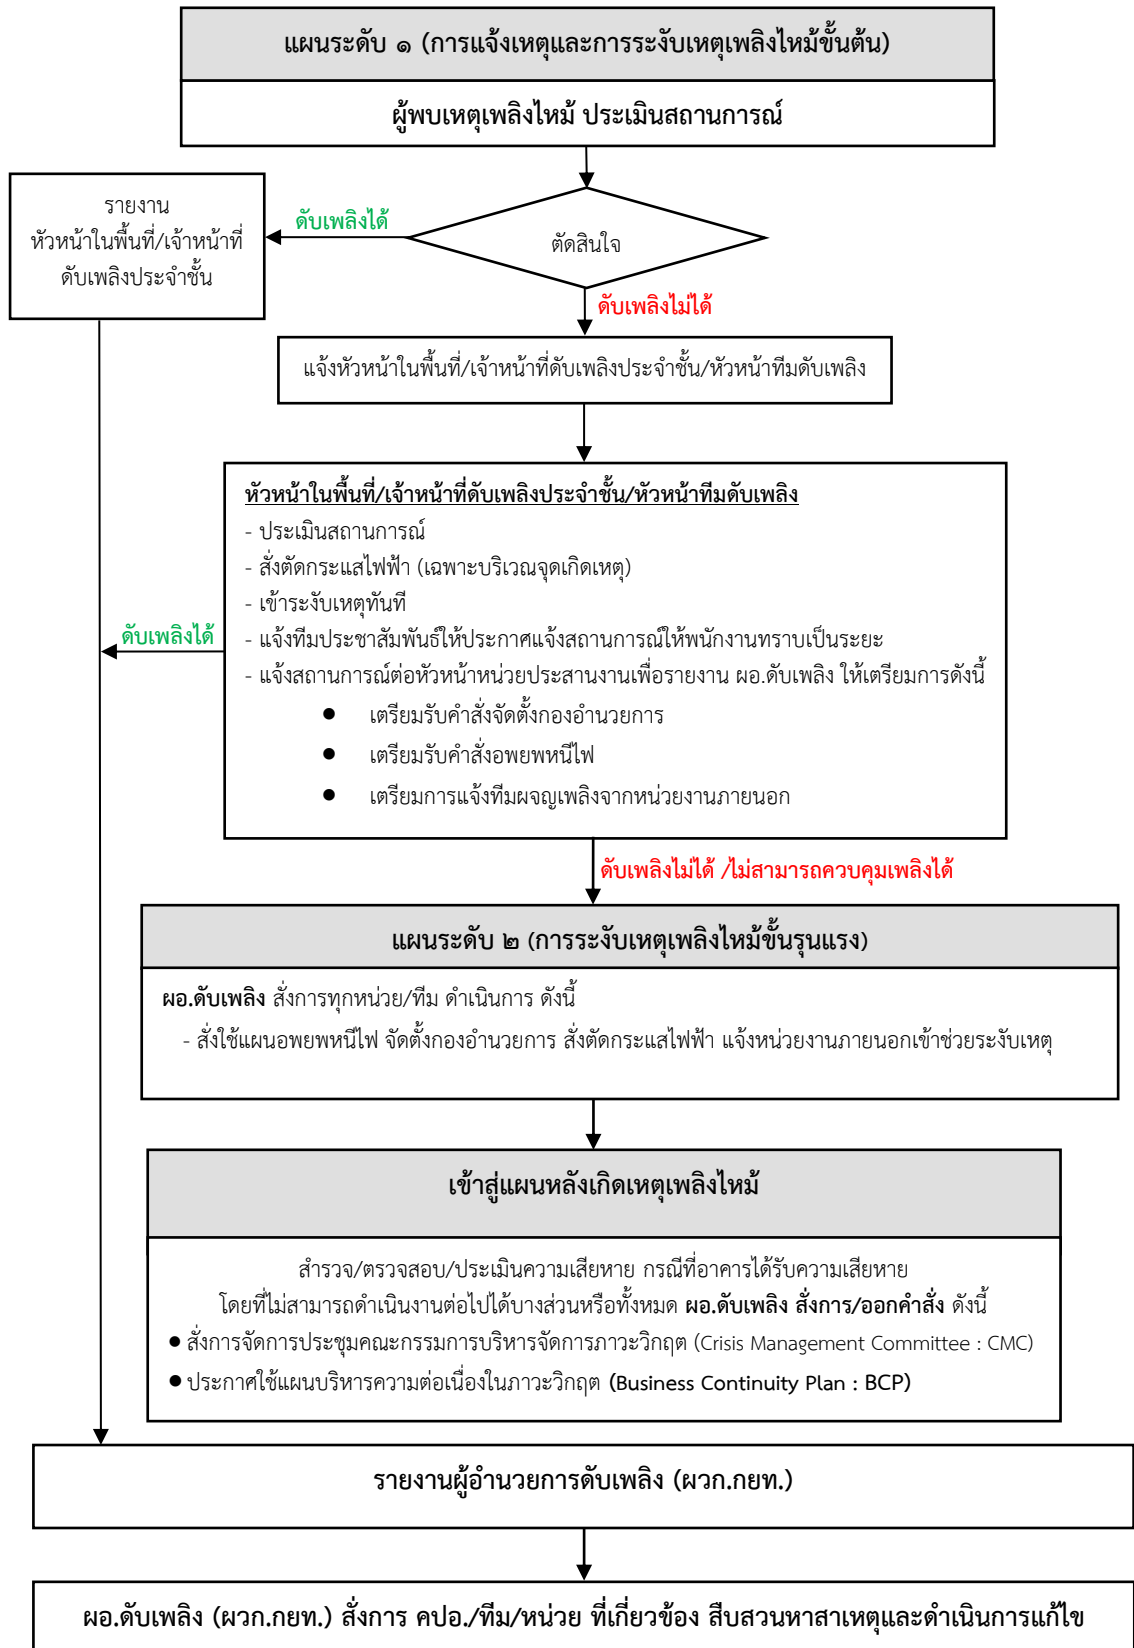 แผนระดับ ๑ (การแจ้งเหตุและการระงับเหตุเพลิงไหม้ขั้นต้น)
ผู้พบเหตุเพลิงไหม้ ประเมินสถานการณ์
รายงาน
หัวหน้าในพื้นที่/เจ้าหน้าที่
ดับเพลิงประจำชั้น
ดับเพลิงได้
ตัดสินใจ
ดับเพลิงไม่ได้
แจ้งหัวหน้าในพื้นที่/เจ้าหน้าที่ดับเพลิงประจำชั้น/หัวหน้าทีมดับเพลิง
หัวหน้าในพื้นที่/เจ้าหน้าที่ดับเพลิงประจำชั้น/หัวหน้าทีมดับเพลิง
- ประเมินสถานการณ์
- สั่งตัดกระแสไฟฟ้า (เฉพาะบริเวณจุดเกิดเหตุ)
- เข้าระงับเหตุทันที
- แจ้งทีมประชาสัมพันธ์ให้ประกาศแจ้งสถานการณ์ให้พนักงานทราบเป็นระยะ
- แจ้งสถานการณ์ต่อหัวหน้าหน่วยประสานงานเพื่อรายงาน ผอ.ดับเพลิง ให้เตรียมการดังนี้
● เตรียมรับคำสั่งจัดตั้งกองอำนวยการ
● เตรียมรับคำสั่งอพยพหนีไฟ
● เตรียมการแจ้งทีมผจญเพลิงจากหน่วยงานภายนอก
ดับเพลิงได้
ดับเพลิงไม่ได้ /ไม่สามารถควบคุมเพลิงได้
แผนระดับ ๒ (การระงับเหตุเพลิงไหม้ขั้นรุนแรง)
ผอ.ดับเพลิง สั่งการทุกหน่วย/ทีม ดำเนินการ ดังนี้
- สั่งใช้แผนอพยพหนีไฟ จัดตั้งกองอำนวยการ สั่งตัดกระแสไฟฟ้า แจ้งหน่วยงานภายนอกเข้าช่วยระงับเหตุ
เข้าสู่แผนหลังเกิดเหตุเพลิงไหม้
สำรวจ/ตรวจสอบ/ประเมินความเสียหาย กรณีที่อาคารได้รับความเสียหาย
โดยที่ไม่สามารถดำเนินงานต่อไปได้บางส่วนหรือทั้งหมด ผอ.ดับเพลิง สั่งการ/ออกคำสั่ง ดังนี้
● สั่งการจัดการประชุมคณะกรรมการบริหารจัดการภาวะวิกฤต (Crisis Management Committee : CMC)
● ประกาศใช้แผนบริหารความต่อเนื่องในภาวะวิกฤต (Business Continuity Plan : BCP)
รายงานผู้อำนวยการดับเพลิง (ผวก.กยท.)
ผอ.ดับเพลิง (ผวก.กยท.) สั่งการ คปอ./ทีม/หน่วย ที่เกี่ยวข้อง สืบสวนหาสาเหตุและดำเนินการแก้ไข